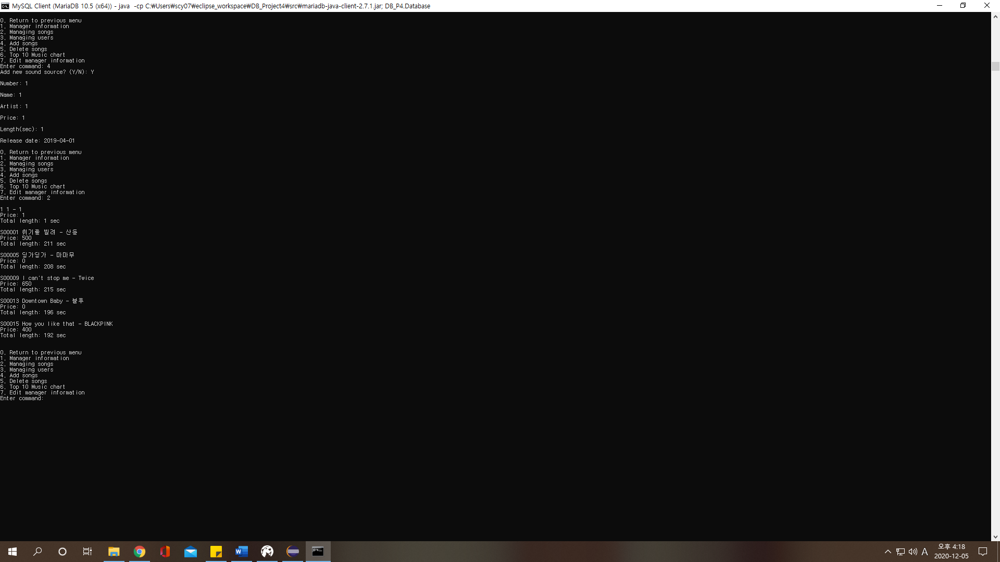 MySQL Client (MariaDB 10.5 (x64)) - java  -cp C:₩Users₩scy07₩eclipse_workspace₩DB_Project4₩src₩mariadb-java-client-2.7.1.jar; DB_P4.Database
0. Return to previous menu
1. Manager information
2. Managing songs
3. Managing users
4. Add songs
5. Delete songs
6. Top 10 Music chart
7. Edit manager information
Enter command: 4
Add new sound source? (Y/N): Y
Number: 1
Name: 1
Artist: 1
Price: 1
Length(sec): 1
Release date: 2019-04-01
0. Return to previous menu
1. Manager information
2. Managing songs
3. Managing users
4. Add songs
5. Delete songs
6. Top 10 Music chart
7. Edit manager information
Enter command: 2
1 1 - 1
Price: 1
Total length: 1 sec
S00001 취기를 빌려 - 산들
Price: 500
Total length: 211 sec
S00005 딩가딩가 - 마마무
Price: 0
Total length: 208 sec
S00009 I can't stop me - Twice
Price: 650
Total length: 215 sec
S00013 Downtown Baby - 블루
Price: 0
Total length: 196 sec
S00015 How you like that - BLACKPINK
Price: 400
Total length: 192 sec
0. Return to previous menu
1. Manager information
2. Managing songs
3. Managing users
4. Add songs
5. Delete songs
6. Top 10 Music chart
7. Edit manager information
Enter command:
A
오후 4:18
2020-12-05